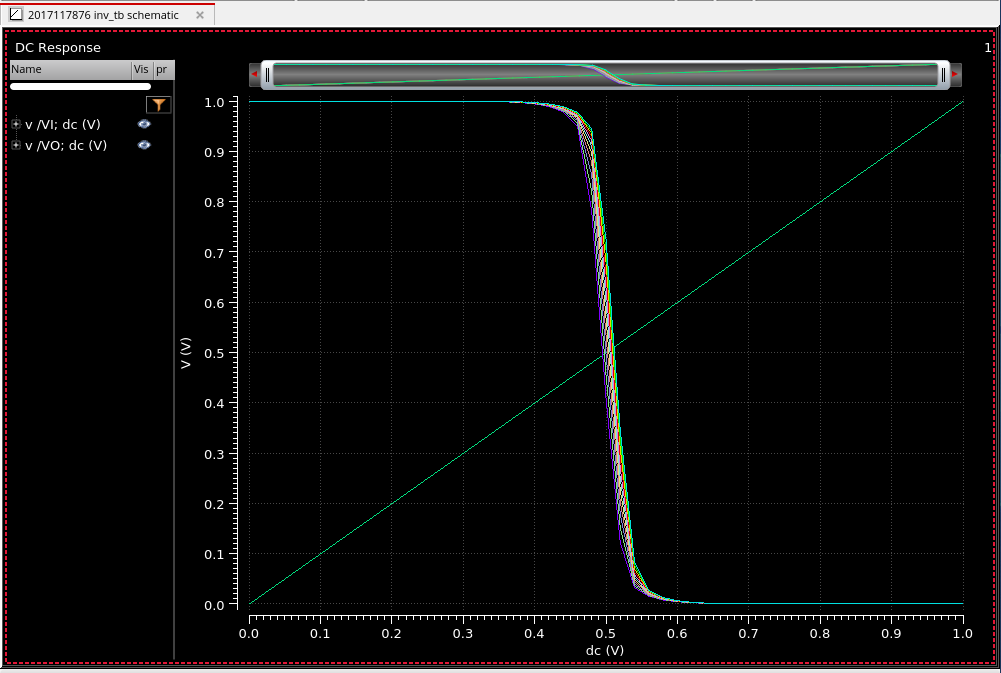 2017117876 inv_tb schematic
DC Response
1
Name Vis pr
v /VI; dc (V)
v /VO; dc (V)
1.0
0.9
0.8
0.7
0.6
0.5
0.4
0.3
0.2
0.1
0.0
V (V)
0.0 0.1 0.2 0.3 0.4 0.5 0.6 0.7 0.8 0.9 1.0
dc (V)